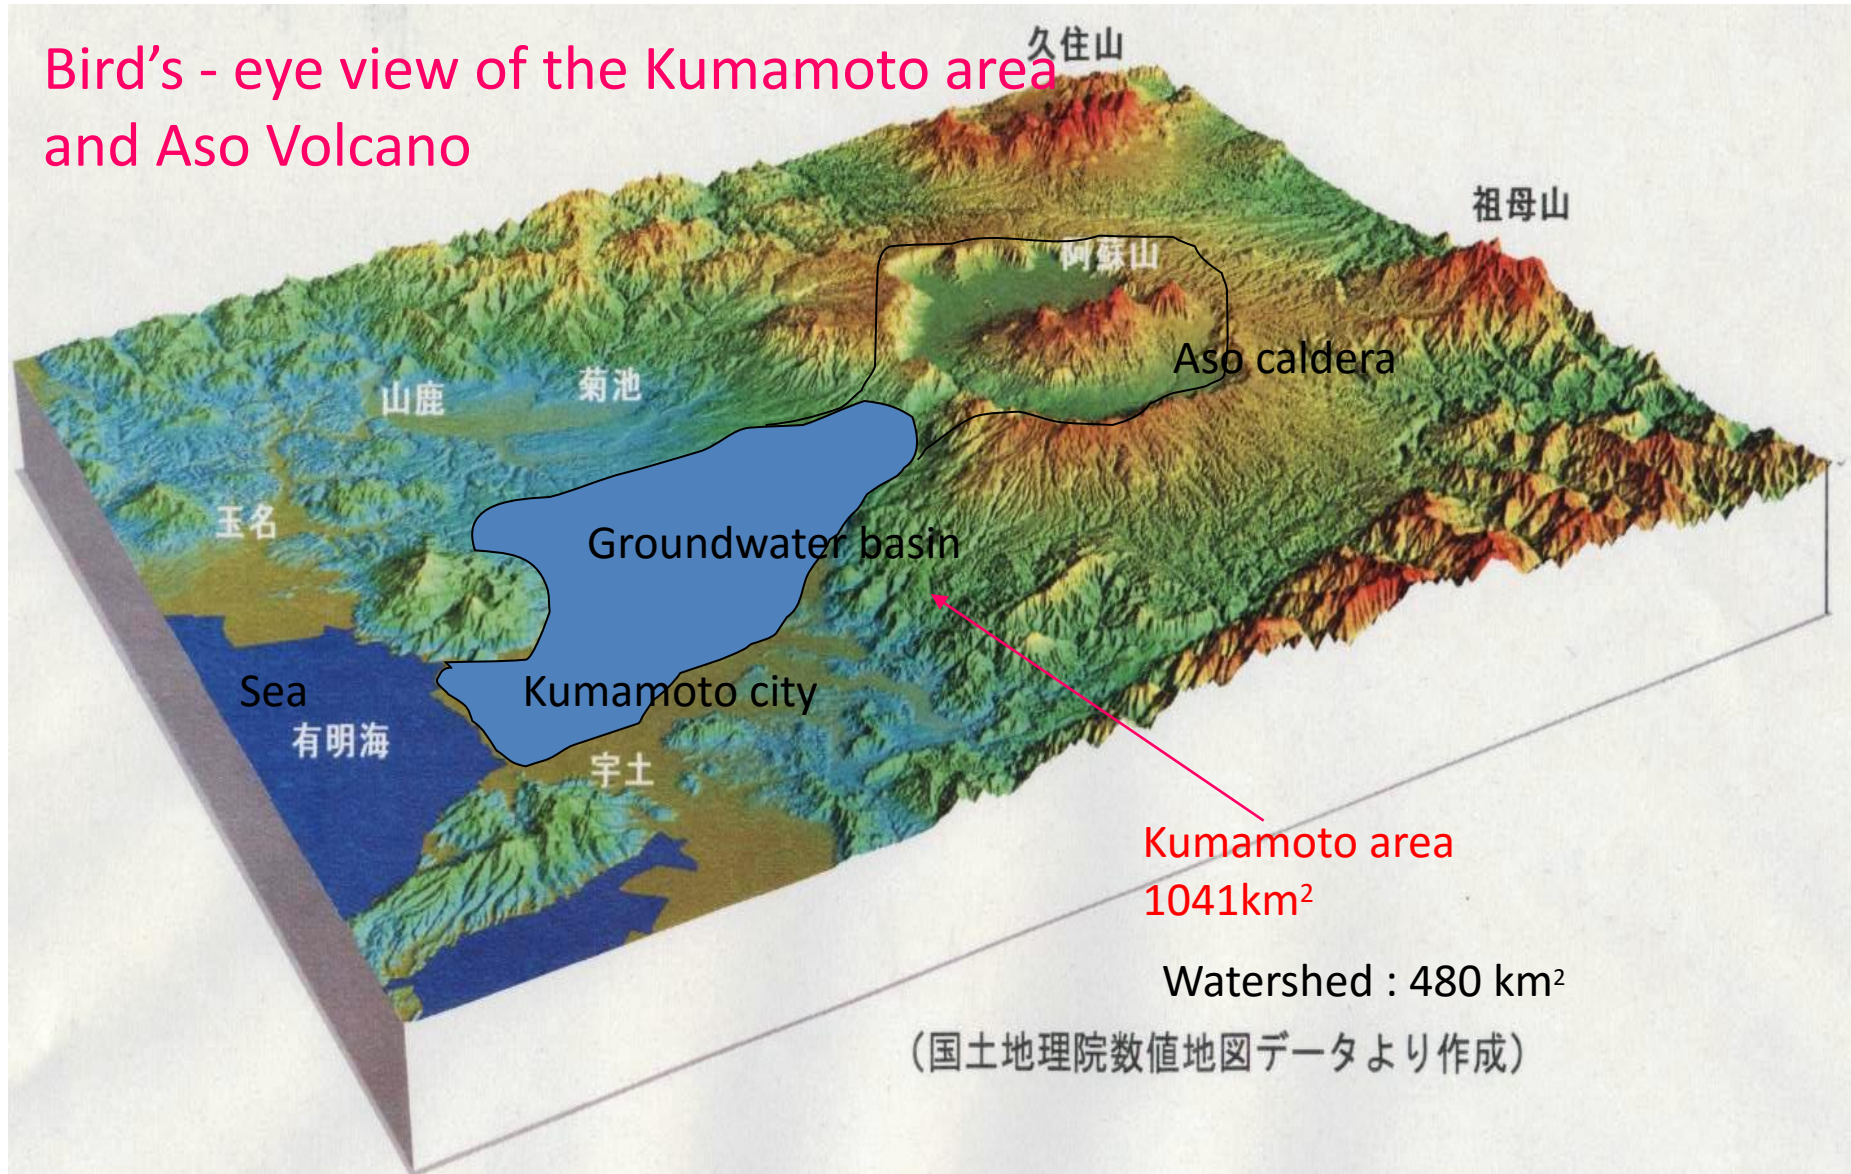 Bird’s - eye view of the Kumamoto area
and Aso Volcano
久住山
祖母山
阿蘇山
Aso caldera
山鹿
菊池
玉名
Groundwater basin
Sea
Kumamoto city
有明海
宇土
Kumamoto area
1041km²
Watershed : 480 km²
（国土地理院数値地図データより作成）